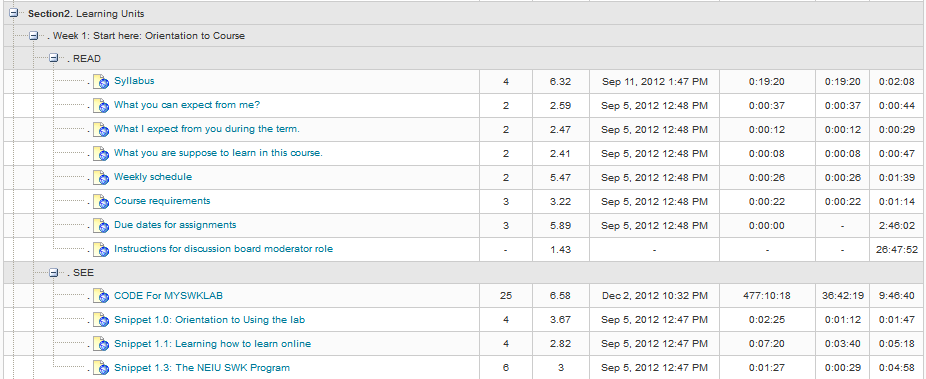 Section2. Learning Units
. Week 1: Start here: Orientation to Course
. READ
. Syllabus 4 6.32 Sep 11, 2012 1:47 PM 0:19:20 0:19:20 0:02:08
. What you can expect from me? 2 2.59 Sep 5, 2012 12:48 PM 0:00:37 0:00:37 0:00:44
. What I expect from you during the term. 2 2.47 Sep 5, 2012 12:48 PM 0:00:12 0:00:12 0:00:29
. What you are suppose to learn in this course. 2 2.41 Sep 5, 2012 12:48 PM 0:00:08 0:00:08 0:00:47
. Weekly schedule 2 5.47 Sep 5, 2012 12:48 PM 0:00:26 0:00:26 0:01:39
. Course requirements 3 3.22 Sep 5, 2012 12:48 PM 0:00:22 0:00:22 0:01:14
. Due dates for assignments 3 5.89 Sep 5, 2012 12:48 PM 0:00:00 - 2:46:02
. Instructions for discussion board moderator role - 1.43 - - - 26:47:52
. SEE
. CODE For MYSWKLAB 25 6.58 Dec 2, 2012 10:32 PM 477:10:18 36:42:19 9:46:40
. Snippet 1.0: Orientation to Using the lab 4 3.67 Sep 5, 2012 12:47 PM 0:02:25 0:01:12 0:01:47
. Snippet 1.1: Learning how to learn online 4 2.82 Sep 5, 2012 12:47 PM 0:07:20 0:03:40 0:05:18
. Snippet 1.3: The NEIU SWK Program 6 3 Sep 5, 2012 12:47 PM 0:01:27 0:00:29 0:04:58